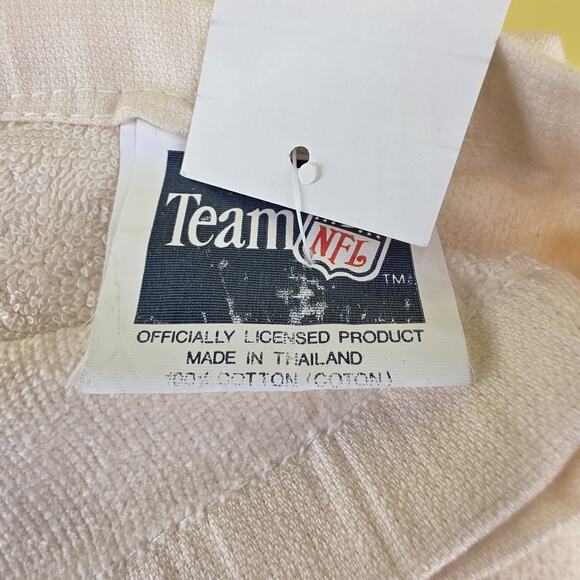 Team NFL
TM
OFFICIALLY LICENSED PRODUCT
MADE IN THAILAND
100% COTTON (COTON)